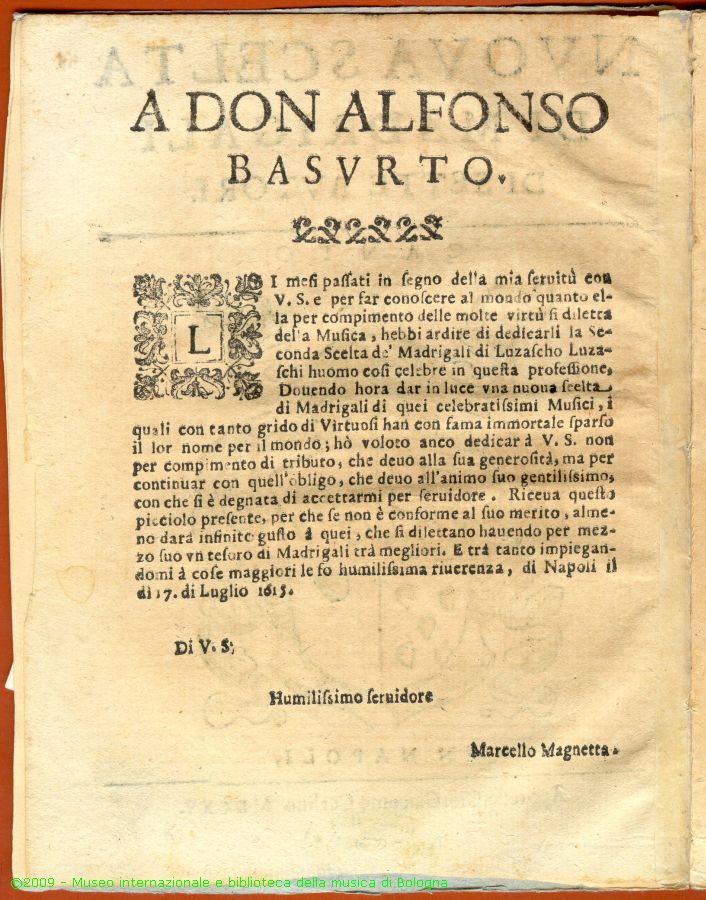 A DON ALFONSO
BASVRTO.
LI mesi passati in segno della mia seruitù con
V. S. e per far conoscere al mondo quanto el-
la per compimento delle molte virtù si diletta
della Musica, hebbi ardire di dedicarli la Se-
conda Scelta de' Madrigali di Luzascho Luza-
schi huomo così celebre in questa professione,
Douendo hora dar in luce vna nuoua scelta
di Madrigali di quei celebratissimi Musici, i
quali con tanto grido di Virtuosi han con fama immortale sparso
il lor nome per il mondo; hò voloto anco dedicar à V. S. non
per compimento di tributo, che deuo alla sua generosità, ma per
continuar con quell'obligo, che deuo all'animo suo gentilissimo,
con che si è degnata di accettarmi per seruidore. Riceua questo
picciolo presente, per che se non è conforme al suo merito, alme-
no darà infinito gusto à quei, che si dilettano hauendo per mez-
zo suo vn tesoro di Madrigali trà megliori. E trà tanto impiegan-
domi à cose maggiori le fo humilissima riuerenza, di Napoli il
dì 17. di Luglio 1615.
Di V. S.
Humilissimo seruidore
Marcello Magnetta.
©2009 - Museo internazionale e biblioteca della musica di Bologna